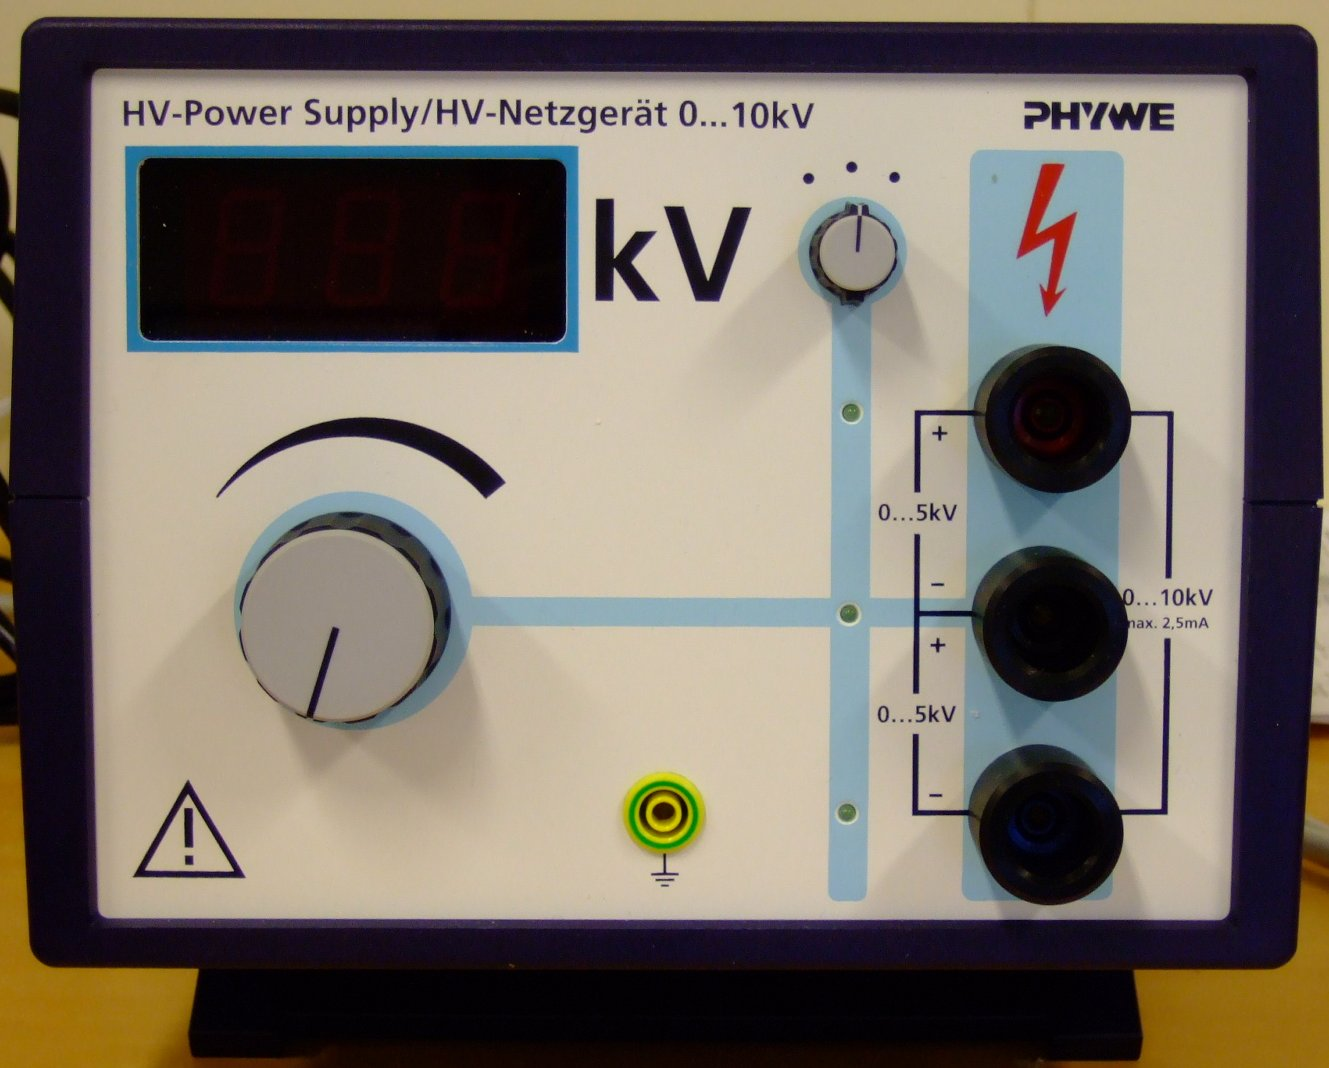 HV-Power Supply/HV-Netzgerät 0...10kV
PHYWE
kV
+
0...5kV
−
0...10kV
max. 2,5mA
+
0...5kV
−